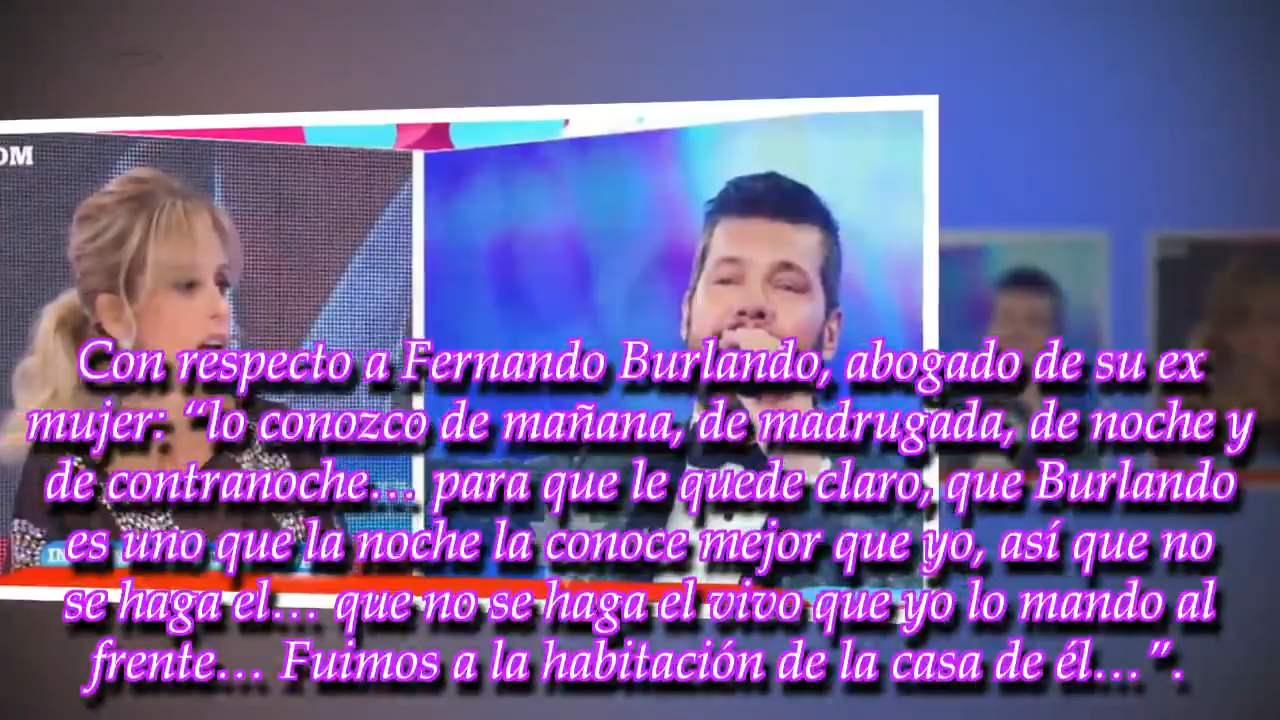 OM
Con respecto a Fernando Burlando, abogado de su ex
mujer: “lo conozco de mañana, de madrugada, de noche y
de contranoche… para que le quede claro, que Burlando
es uno que la noche la conoce mejor que yo, así que no
se haga el… que no se haga el vivo que yo lo mando al
frente… Fuimos a la habitación de la casa de él…”.